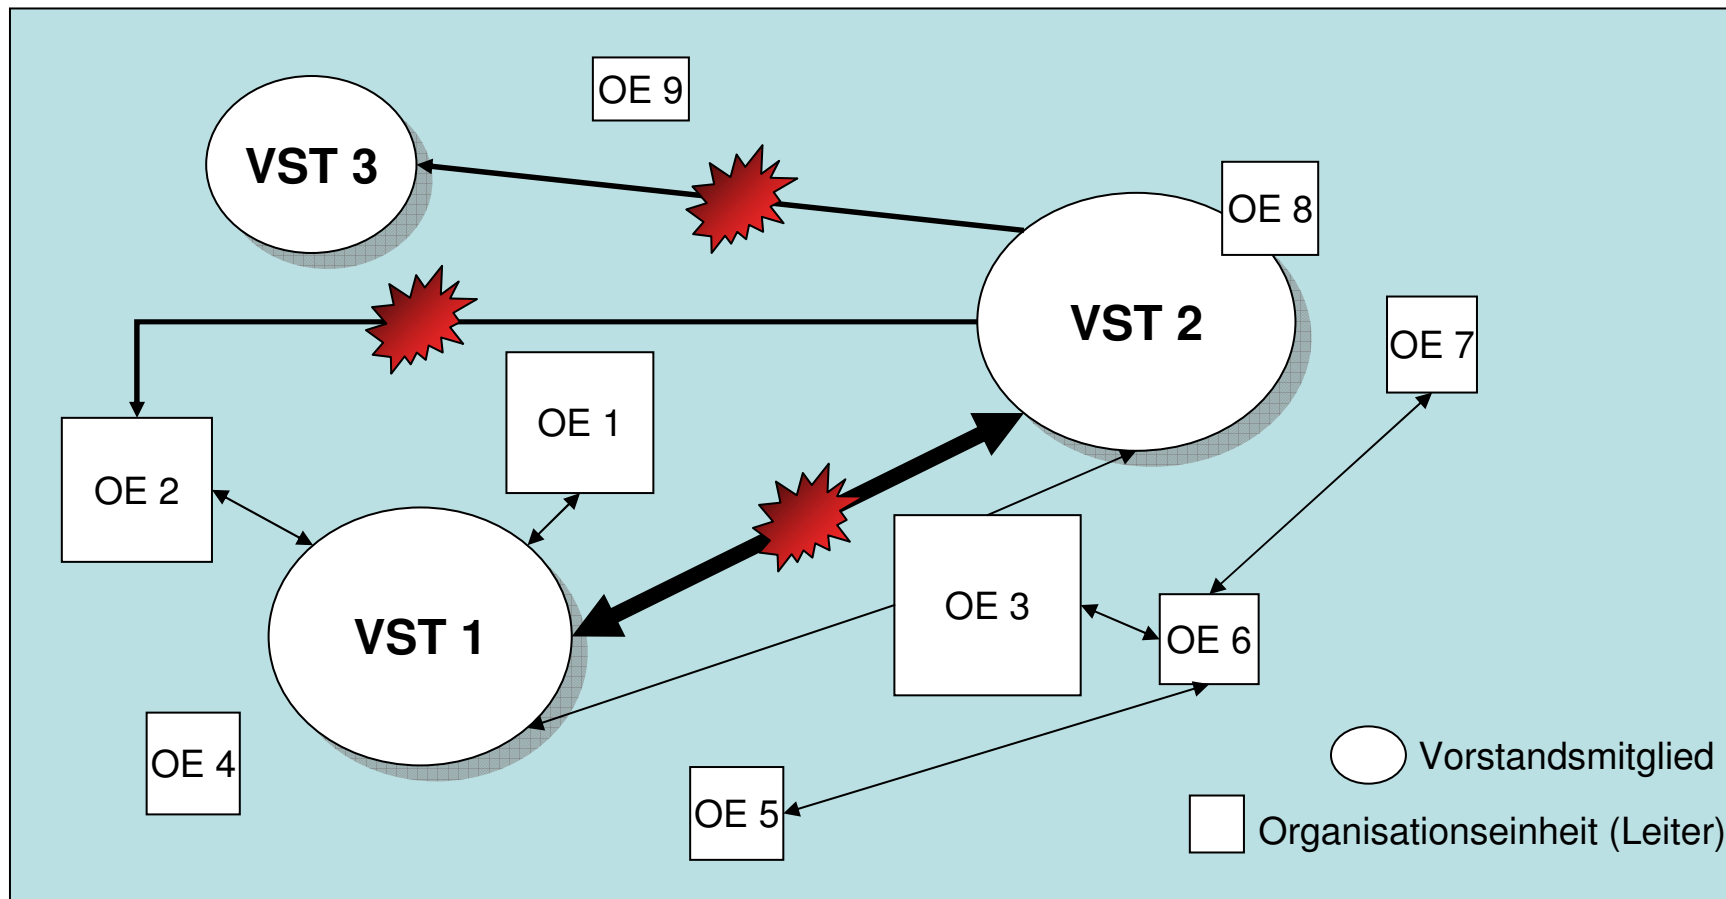 OE 9
VST 3
OE 8
VST 2
OE 7
OE 1
OE 2
OE 3
VST 1
OE 6
OE 4
OE 5
Vorstandsmitglied
Organisationseinheit (Leiter)